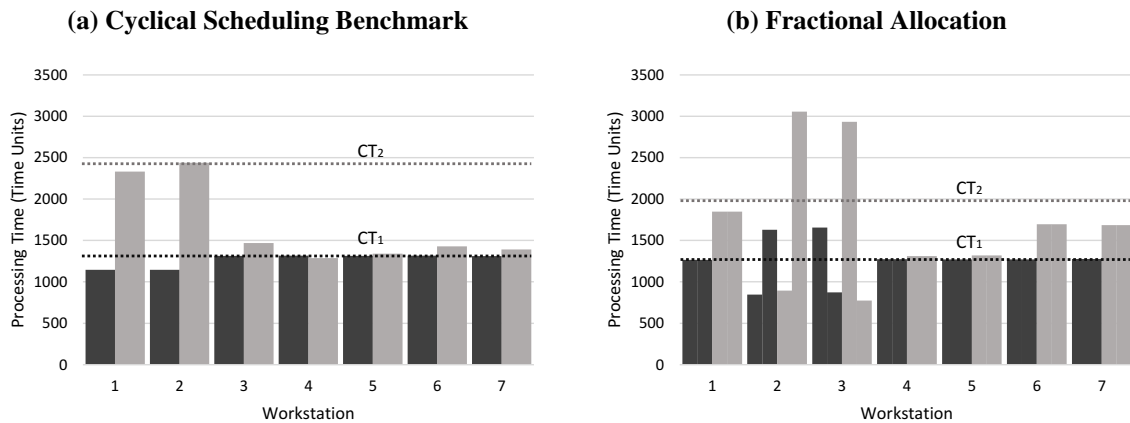 (a) Cyclical Scheduling Benchmark
3500
3000
2500
2000
1500
1000
500
0
Processing Time (Time Units)
CT2
CT1
1 2 3 4 5 6 7
Workstation
(b) Fractional Allocation
3500
3000
2500
2000
1500
1000
500
0
Processing Time (Time Units)
CT2
CT1
1 2 3 4 5 6 7
Workstation